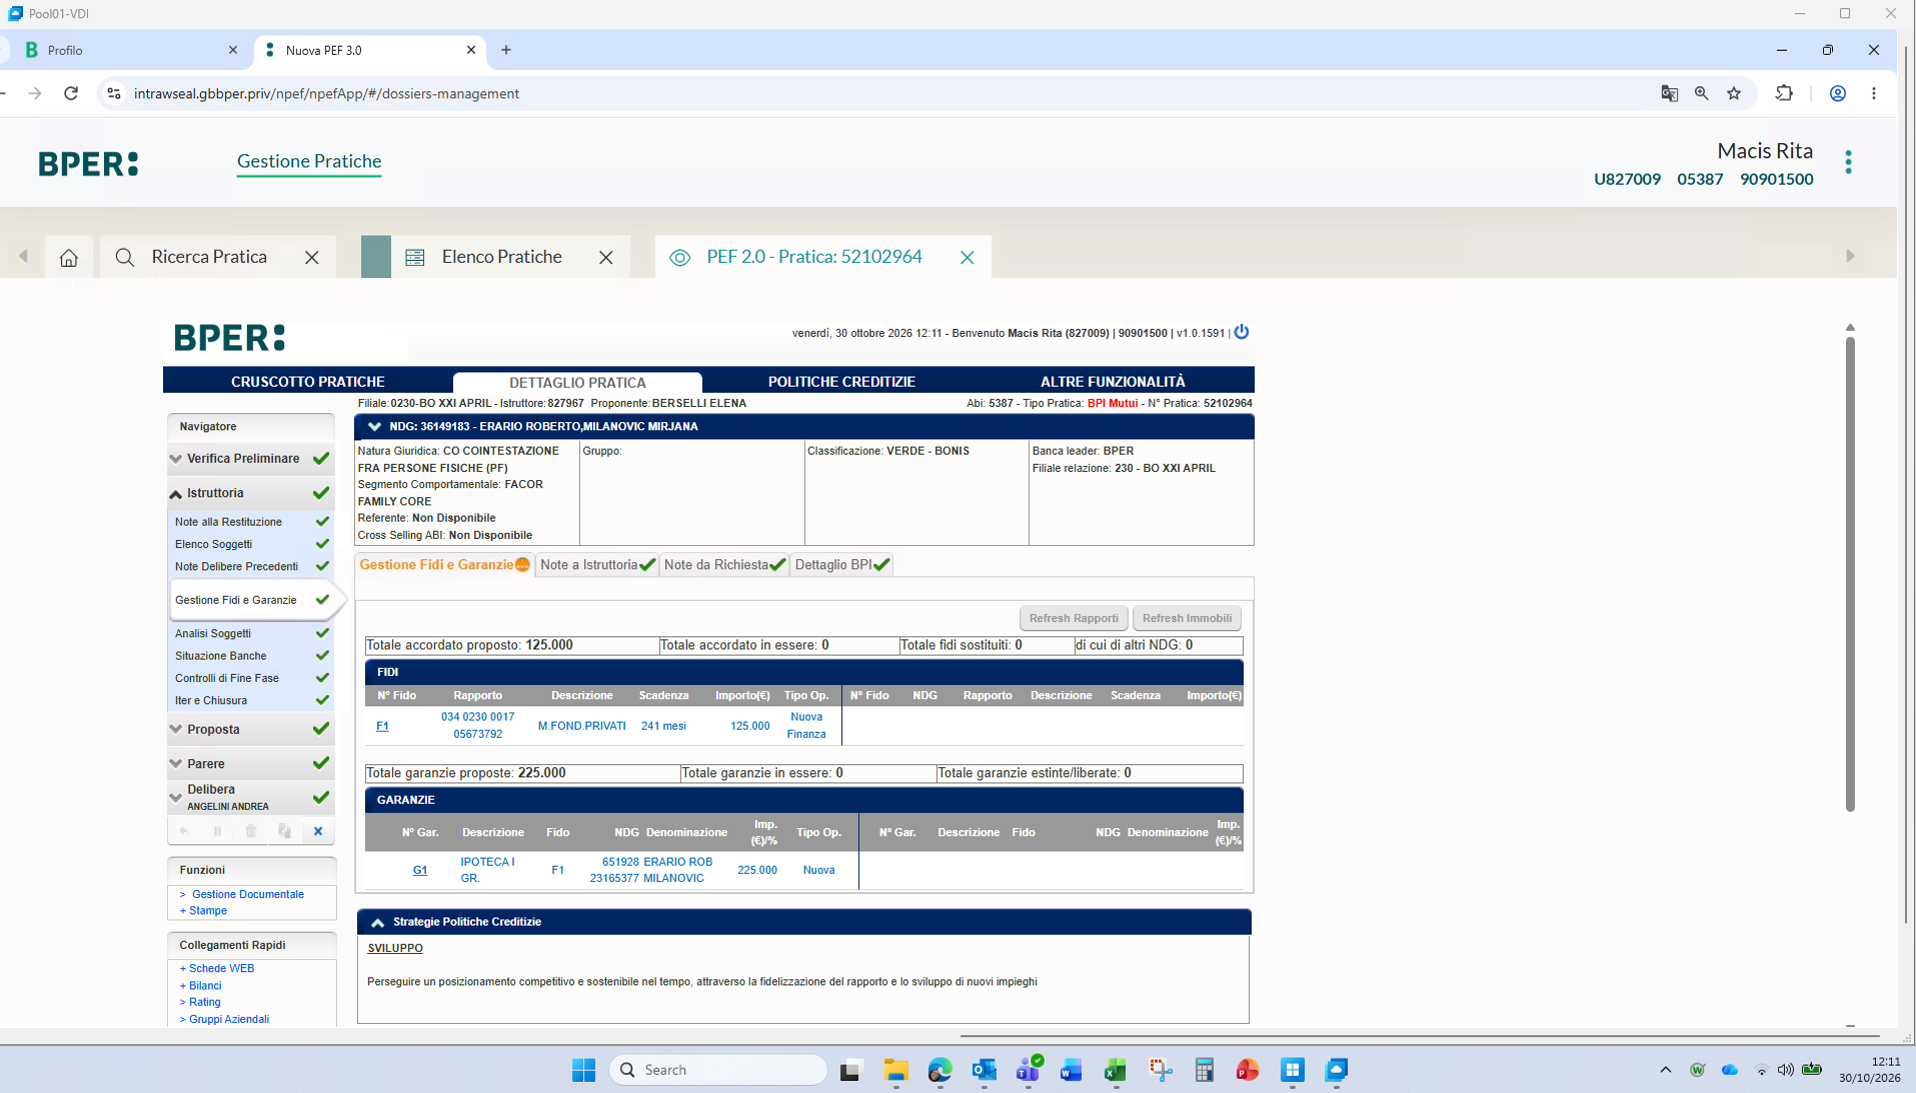 Pool01-VDI
Profilo
Nuova PEF 3.0
intrawseal.gbbper.priv/npef/npefApp/#/dossiers-management
BPER:
Gestione Pratiche
Macis Rita
U827009 05387 90901500
Ricerca Pratica
Elenco Pratiche
PEF 2.0 - Pratica: 52102964
BPER:
venerdì, 30 ottobre 2026 12:11 - Benvenuto Macis Rita (827009) | 90901500 | v1.0.1591 |
CRUSCOTTO PRATICHE
DETTAGLIO PRATICA
POLITICHE CREDITIZIE
ALTRE FUNZIONALITÀ
Filiale: 0230-BO XXI APRIL - Istruttore: 827967 Proponente: BERSELLI ELENA
Abi: 5387 - Tipo Pratica: BPI Mutui - N° Pratica: 52102964
Navigatore
Verifica Preliminare
Istruttoria
Note alla Restituzione
Elenco Soggetti
Note Delibere Precedenti
Gestione Fidi e Garanzie
Analisi Soggetti
Situazione Banche
Controlli di Fine Fase
Iter e Chiusura
Proposta
Parere
Delibera
ANGELINI ANDREA
Funzioni
> Gestione Documentale
+ Stampe
Collegamenti Rapidi
+ Schede WEB
+ Bilanci
> Rating
> Gruppi Aziendali
NDG: 36149183 - ERARIO ROBERTO,MILANOVIC MIRJANA
Natura Giuridica: CO COINTESTAZIONE
FRA PERSONE FISICHE (PF)
Segmento Comportamentale: FACOR
FAMILY CORE
Referente: Non Disponibile
Cross Selling ABI: Non Disponibile
Gruppo:
Classificazione: VERDE - BONIS
Banca leader: BPER
Filiale relazione: 230 - BO XXI APRIL
Gestione Fidi e Garanzie
Note a Istruttoria
Note da Richiesta
Dettaglio BPI
Refresh Rapporti
Refresh Immobili
Totale accordato proposto: 125.000
Totale accordato in essere: 0
Totale fidi sostituiti: 0
di cui di altri NDG: 0
FIDI
N° Fido Rapporto Descrizione Scadenza Importo(€) Tipo Op. N° Fido NDG Rapporto Descrizione Scadenza Importo(€)
F1
034 0230 0017
05673792
M.FOND.PRIVATI
241 mesi
125.000
Nuova
Finanza
Totale garanzie proposte: 225.000
Totale garanzie in essere: 0
Totale garanzie estinte/liberate: 0
GARANZIE
N° Gar. Descrizione Fido NDG Denominazione Imp. (€)/% Tipo Op. N° Gar. Descrizione Fido NDG Denominazione Imp. (€)/%
G1
IPOTECA I
GR.
F1
651928 ERARIO ROB
23165377 MILANOVIC
225.000
Nuova
Strategie Politiche Creditizie
SVILUPPO
Perseguire un posizionamento competitivo e sostenibile nel tempo, attraverso la fidelizzazione del rapporto e lo sviluppo di nuovi impieghi
Search
12:11
30/10/2026